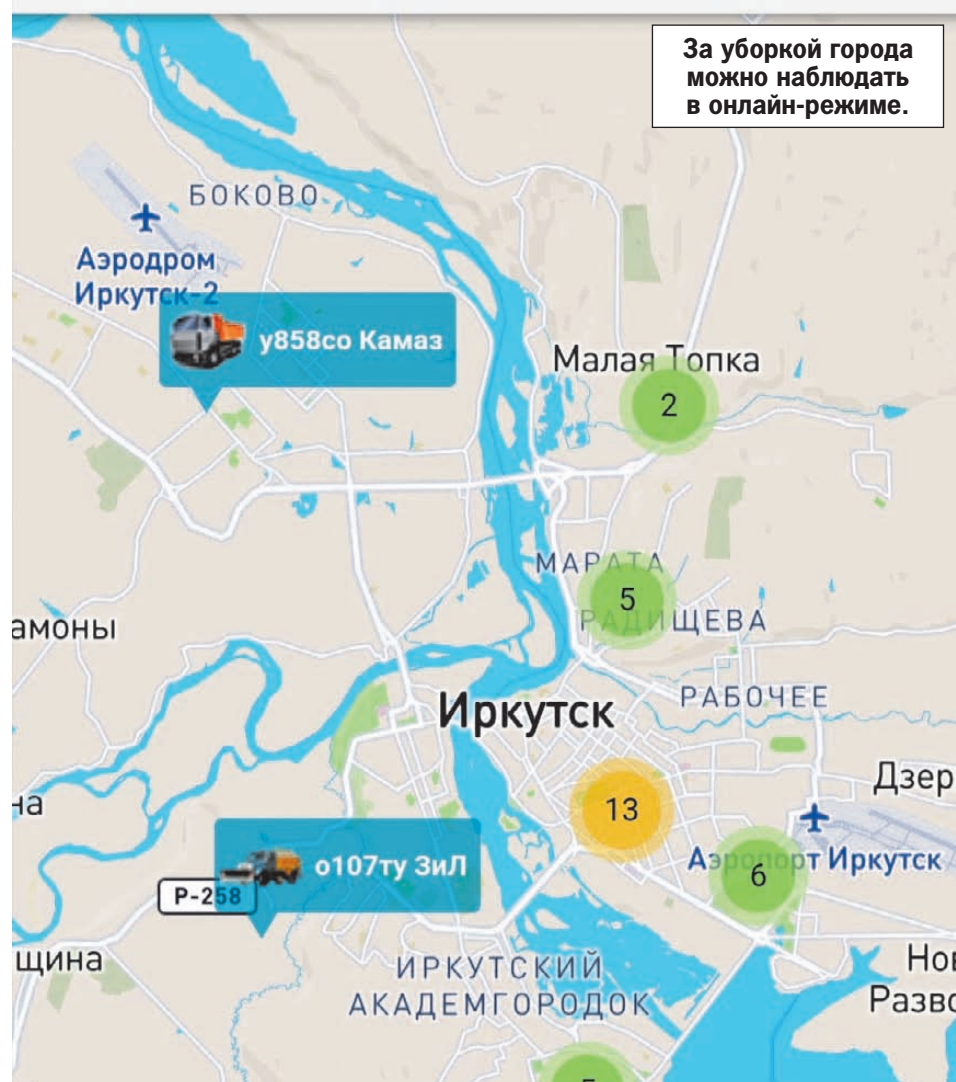 За уборкой города
можно наблюдать
в онлайн-режиме.
БОКОВО
Аэродром
Иркутск-2
у858со Камаз
Малая Топка
2
МАРАТА
5
РАДИЩЕВА
амоны
РАБОЧЕЕ
Иркутск
Дзер
на
13
Аэропорт Иркутск
6
о107ту ЗиЛ
Р-258
щина
ИРКУТСКИЙ
АКАДЕМГОРОДОК
Нов
Разво